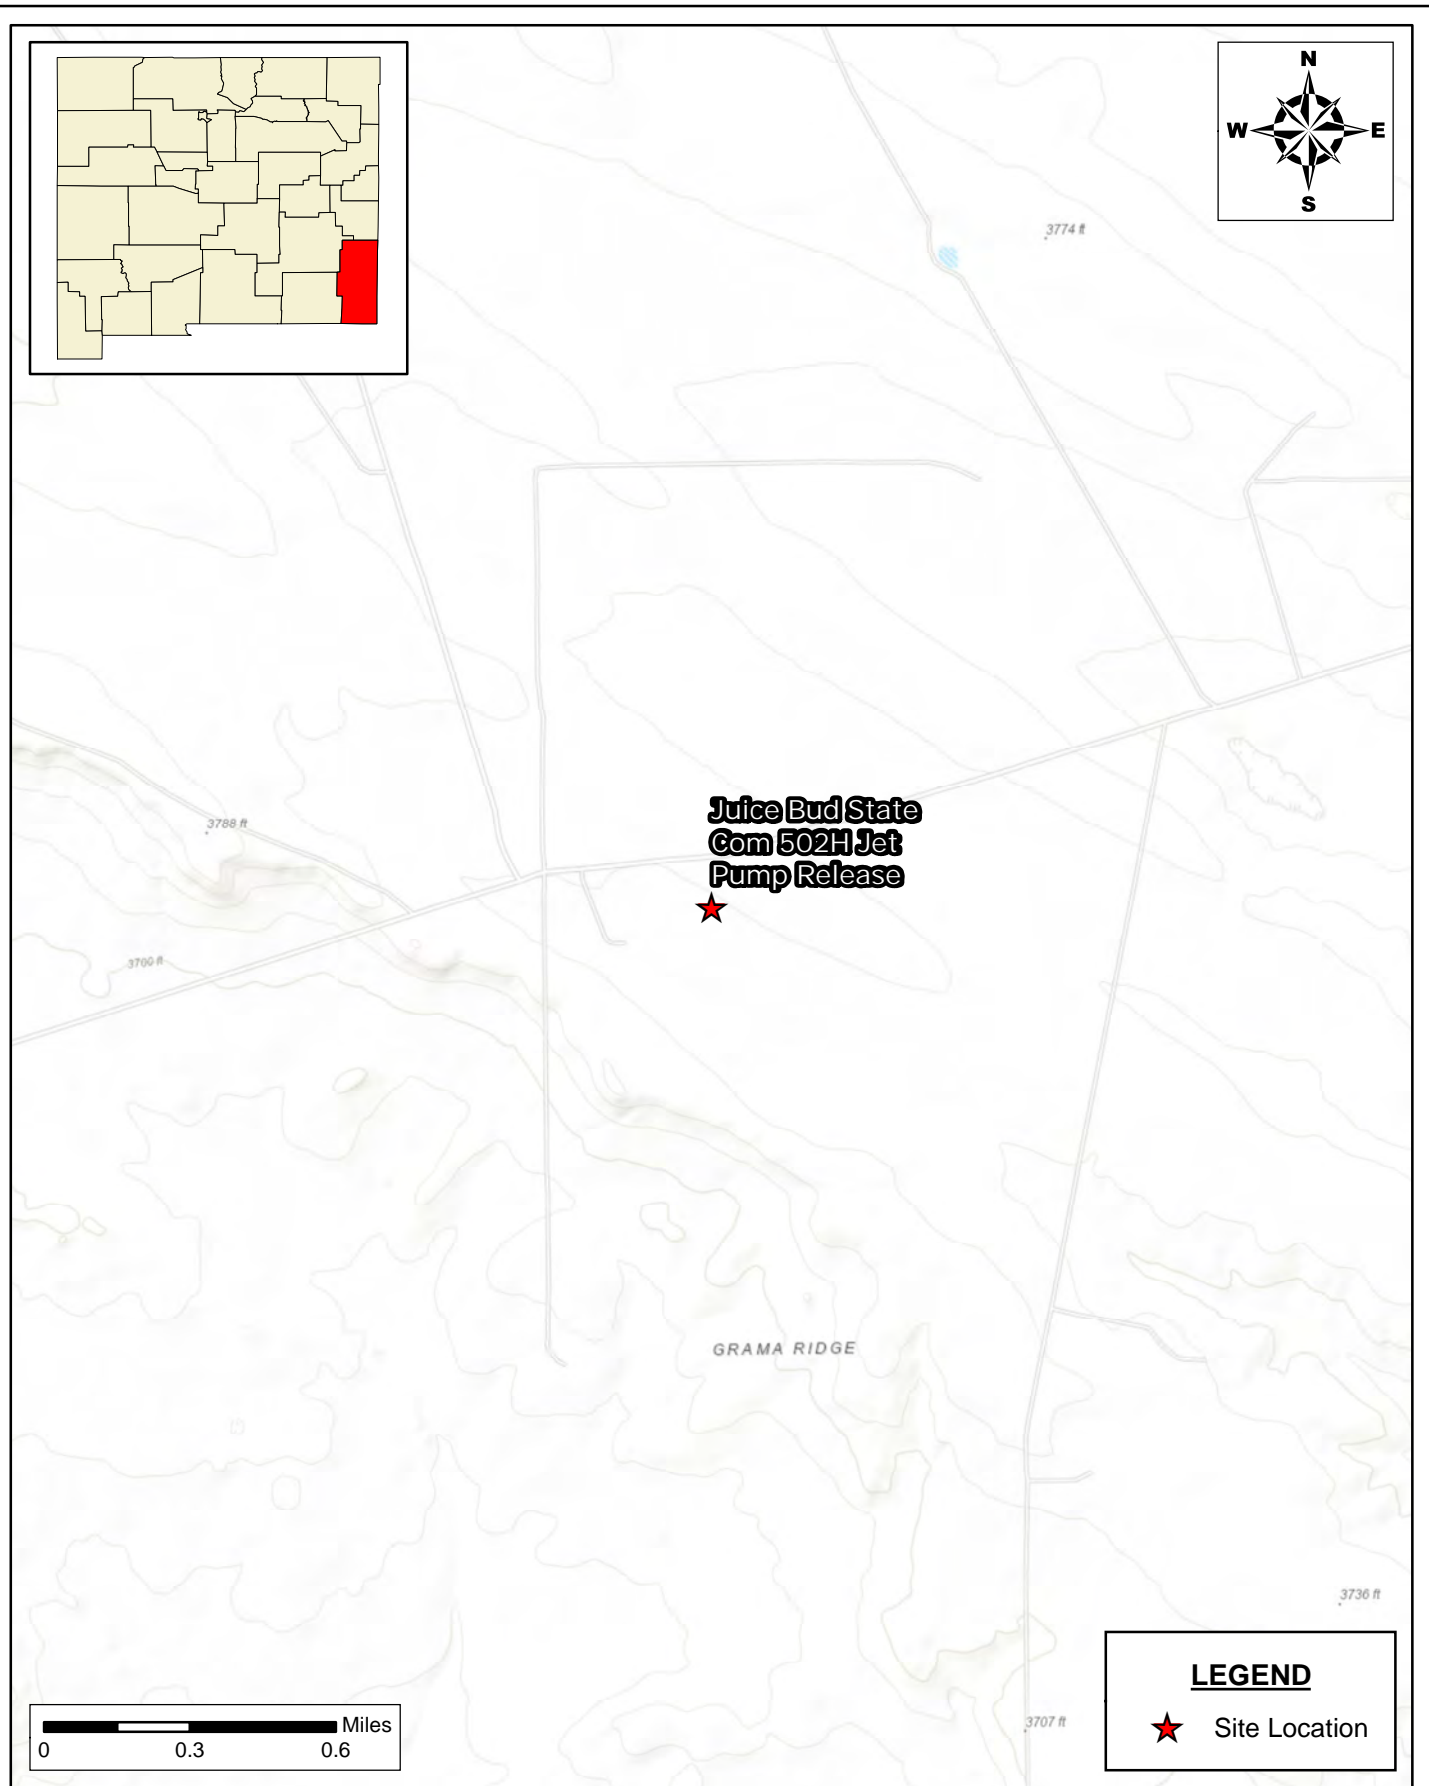 N
W E
S
3774 ft
Juice Bud State
Com 502H Jet
Pump Release
3788 ft
3700 ft
GRAMA RIDGE
3736 ft
3707 ft
LEGEND
Site Location
Miles
0 0.3 0.6